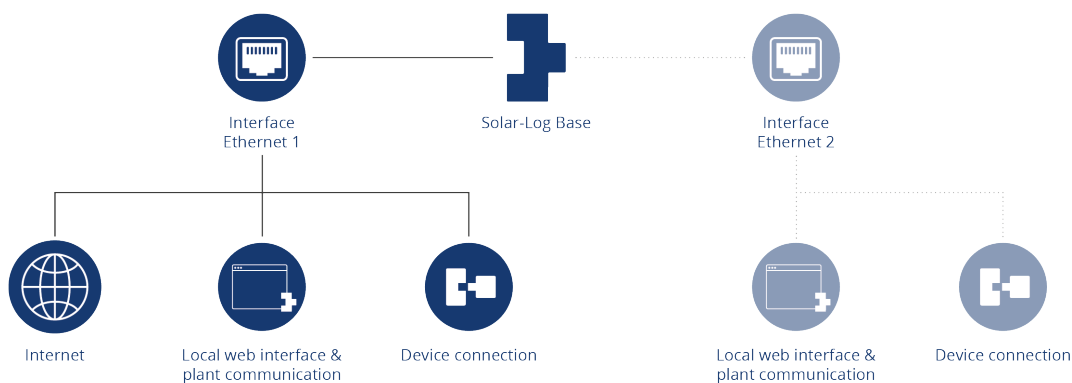 Interface
Ethernet 1
Solar-Log Base
Interface
Ethernet 2
Internet
Local web interface &
plant communication
Device connection
Local web interface &
plant communication
Device connection